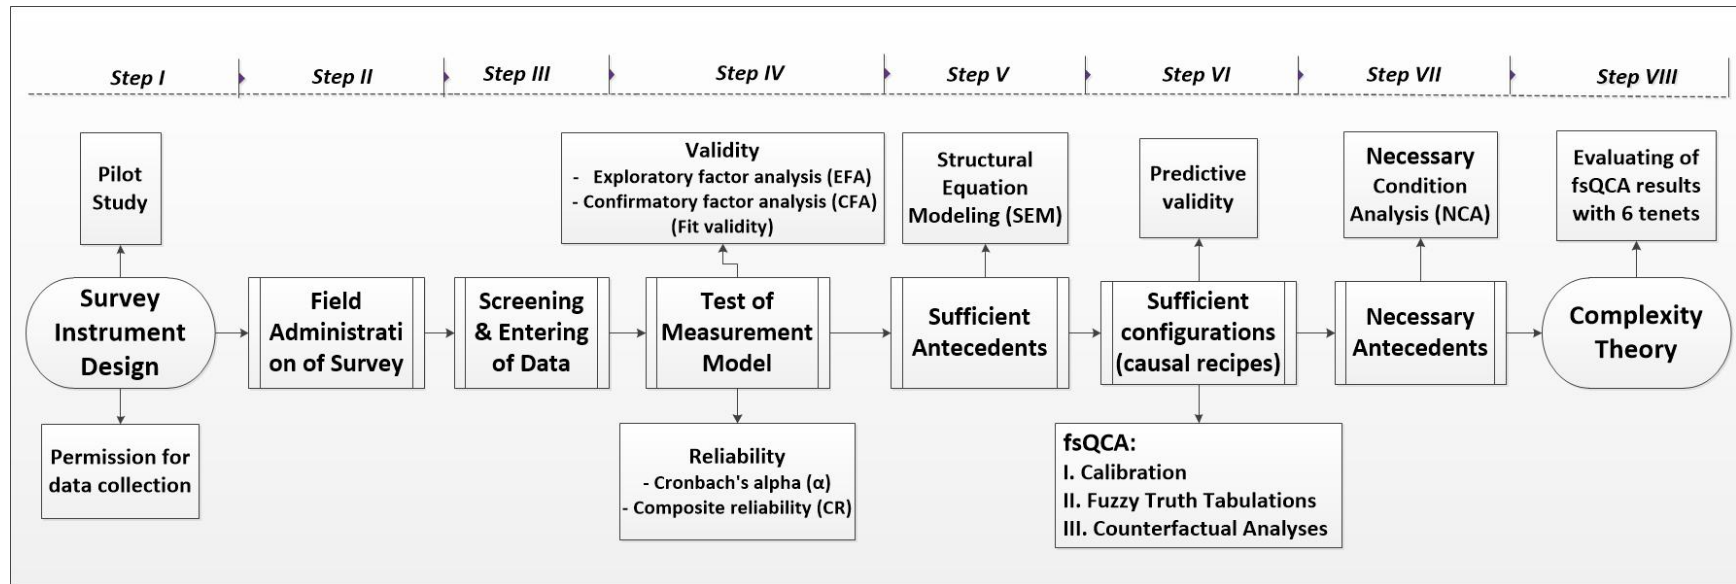 Step I
Step II
Step III
Step IV
Step V
Step VI
Step VII
Step VIII
Pilot
Study
Validity
- Exploratory factor analysis (EFA)
- Confirmatory factor analysis (CFA)
(Fit validity)
Structural
Equation
Modeling (SEM)
Predictive
validity
Necessary
Condition
Analysis (NCA)
Evaluating of
fsQCA results
with 6 tenets
Survey
Instrument
Design
Field
Administrati
on of Survey
Screening
& Entering
of Data
Test of
Measurement
Model
Sufficient
Antecedents
Sufficient
configurations
(causal recipes)
Necessary
Antecedents
Complexity
Theory
Permission for
data collection
Reliability
- Cronbach's alpha (α)
- Composite reliability (CR)
fsQCA:
I. Calibration
II. Fuzzy Truth Tabulations
III. Counterfactual Analyses